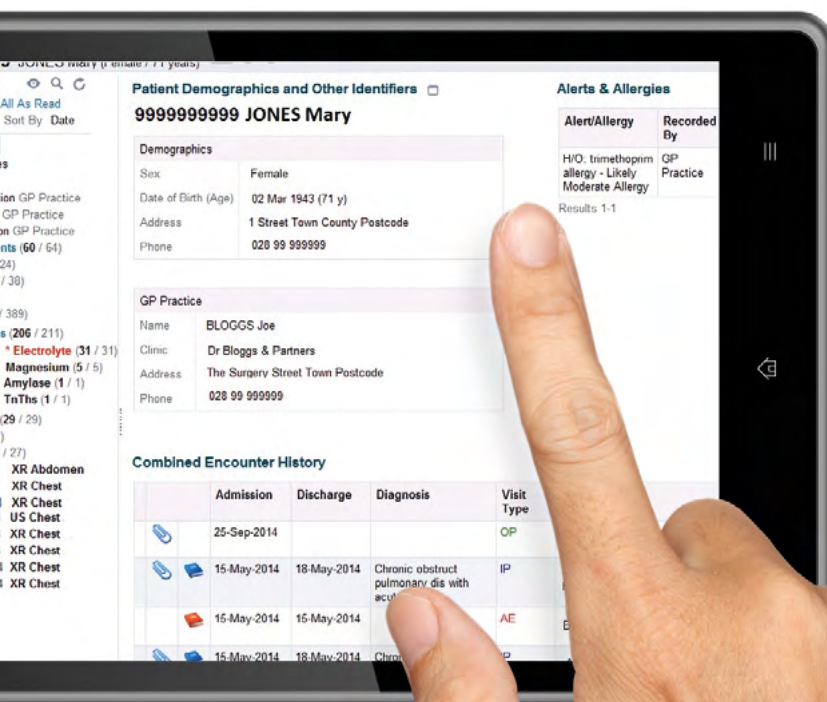 JONES Mary (Female / 71 years)
All As Read
Sort By Date
GP Practice
GP Practice
GP Practice
(60 / 64)
24)
/ 38)
/ 389)
(206 / 211)
* Electrolyte (31 / 31)
Magnesium (5 / 5)
Amylase (1 / 1)
TnThs (1 / 1)
(29 / 29)
)
/ 27)
XR Abdomen
XR Chest
XR Chest
US Chest
XR Chest
XR Chest
XR Chest
XR Chest
Patient Demographics and Other Identifiers
9999999999 JONES Mary
Demographics
Sex Female
Date of Birth (Age) 02 Mar 1943 (71 y)
Address 1 Street Town County Postcode
Phone 028 99 999999
GP Practice
Name BLOGGS Joe
Clinic Dr Bloggs & Partners
Address The Surgery Street Town Postcode
Phone 028 99 999999
Alerts & Allergies
Alert/Allergy Recorded By
H/O: trimethoprim allergy - Likely Moderate Allergy GP Practice
Results 1-1
Combined Encounter History
Admission Discharge Diagnosis Visit Type
25-Sep-2014 OP
15-May-2014 18-May-2014 Chronic obstruct pulmonary dis with IP
15-May-2014 15-May-2014 AE
15-May-2014 18-May-2014 IP